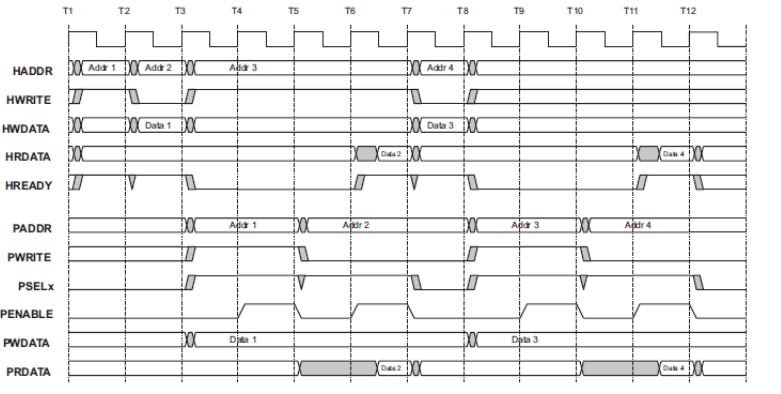 T1 T2 T3 T4 T5 T6 T7 T8 T9 T10 T11 T12
HADDR Addr 1 Addr 2 Addr 3 Addr 4
HWRITE
HWDATA Data 1 Data 3
HRDATA Data 2 Data 4
HREADY
PADDR Addr 1 Addr 2 Addr 3 Addr 4
PWRITE
PSELx
PENABLE
PWDATA Data 1 Data 3
PRDATA Data 2 Data 4